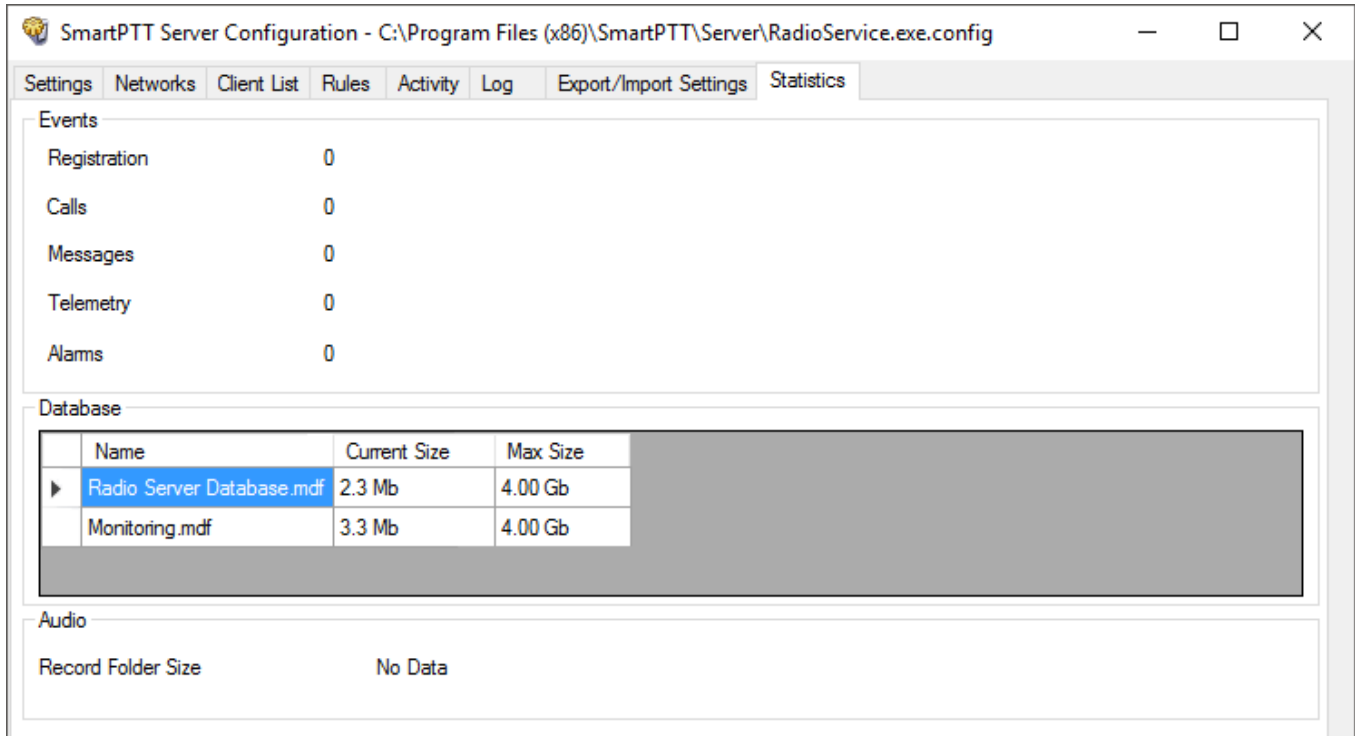 SmartPTT Server Configuration - C:\Program Files (x86)\SmartPTT\Server\RadioService.exe.config
Settings Networks Client List Rules Activity Log Export/Import Settings Statistics
Events
Registration 0
Calls 0
Messages 0
Telemetry 0
Alarms 0
Database
Name Current Size Max Size
Radio Server Database.mdf 2.3 Mb 4.00 Gb
Monitoring.mdf 3.3 Mb 4.00 Gb
Audio
Record Folder Size No Data